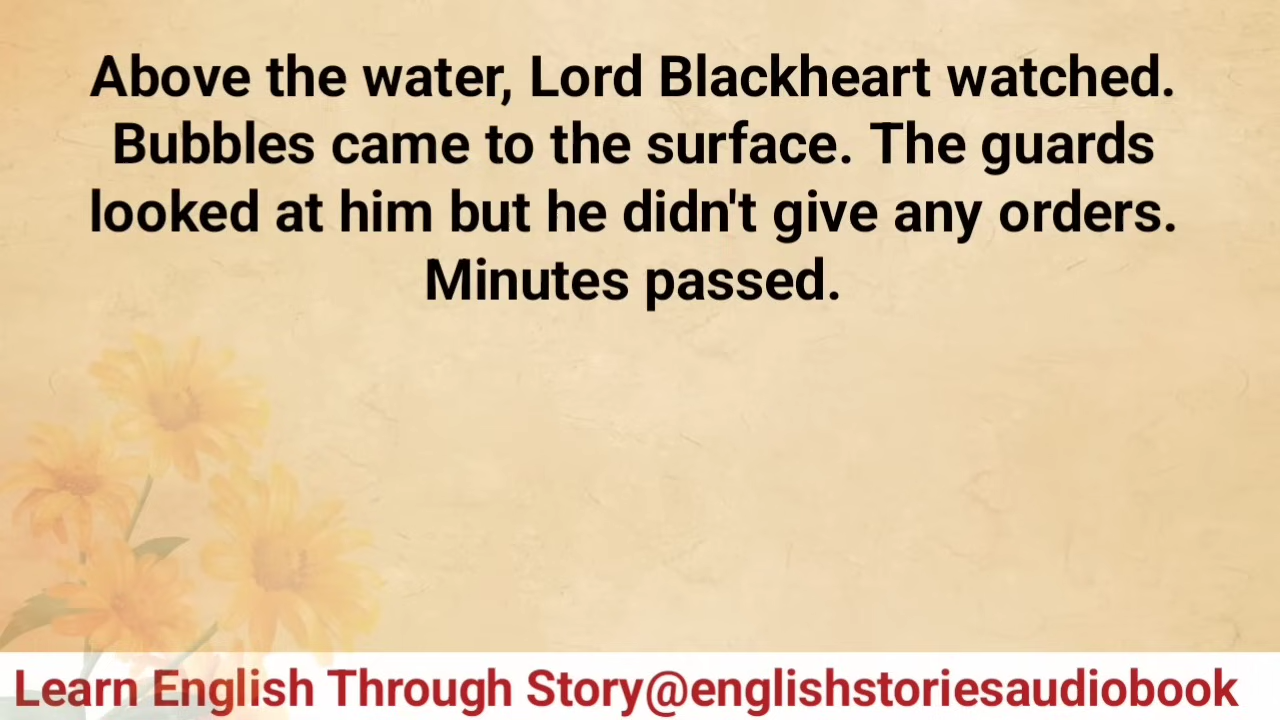 Above the water, Lord Blackheart watched.
Bubbles came to the surface. The guards
looked at him but he didn't give any orders.
Minutes passed.
Learn English Through Story@englishstoriesaudiobook